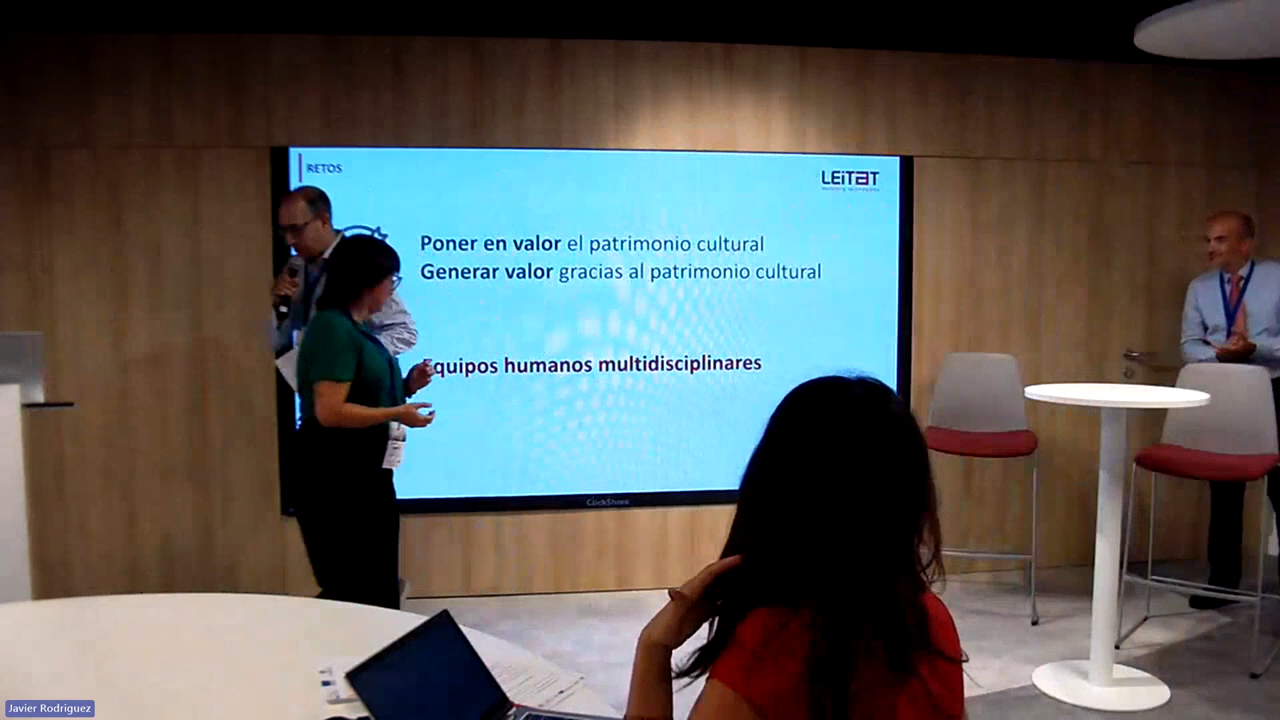 RETOS
LEITAT
Poner en valor el patrimonio cultural
Generar valor gracias al patrimonio cultural
Equipos humanos multidisciplinares
ClickShare
Javier Rodriguez